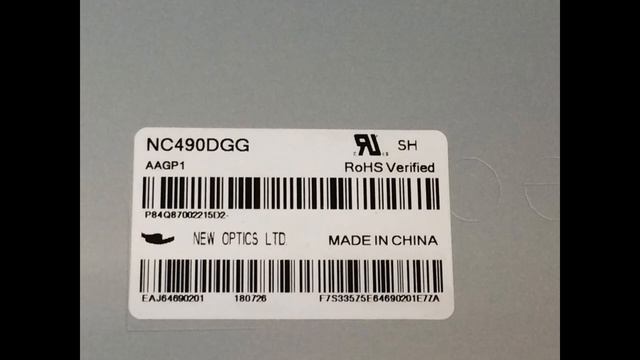 NC490DGG
SH
AAGP1
RoHS Verified
P84Q87002215D2-
NEW OPTICS LTD
MADE IN CHINA
EAJ64690201 180726 F7S33575E64690201E77A